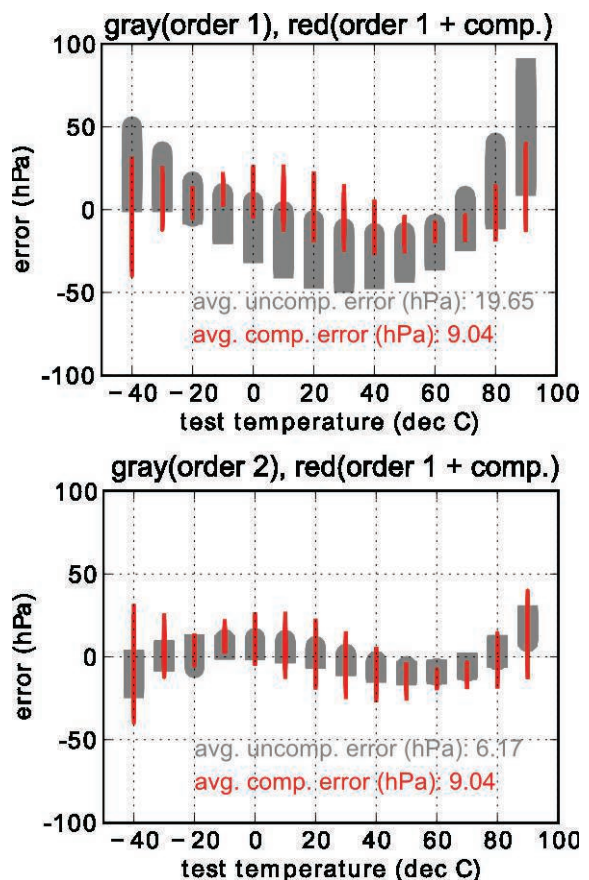 gray(order 1), red(order 1 + comp.)
100
50
0
-50
-100
error (hPa)
avg. uncomp. error (hPa): 19.65
avg. comp. error (hPa): 9.04
−40 −20 0 20 40 60 80 100
test temperature (dec C)
gray(order 2), red(order 1 + comp.)
100
50
0
-50
-100
error (hPa)
avg. uncomp. error (hPa): 6.17
avg. comp. error (hPa): 9.04
−40 −20 0 20 40 60 80 100
test temperature (dec C)